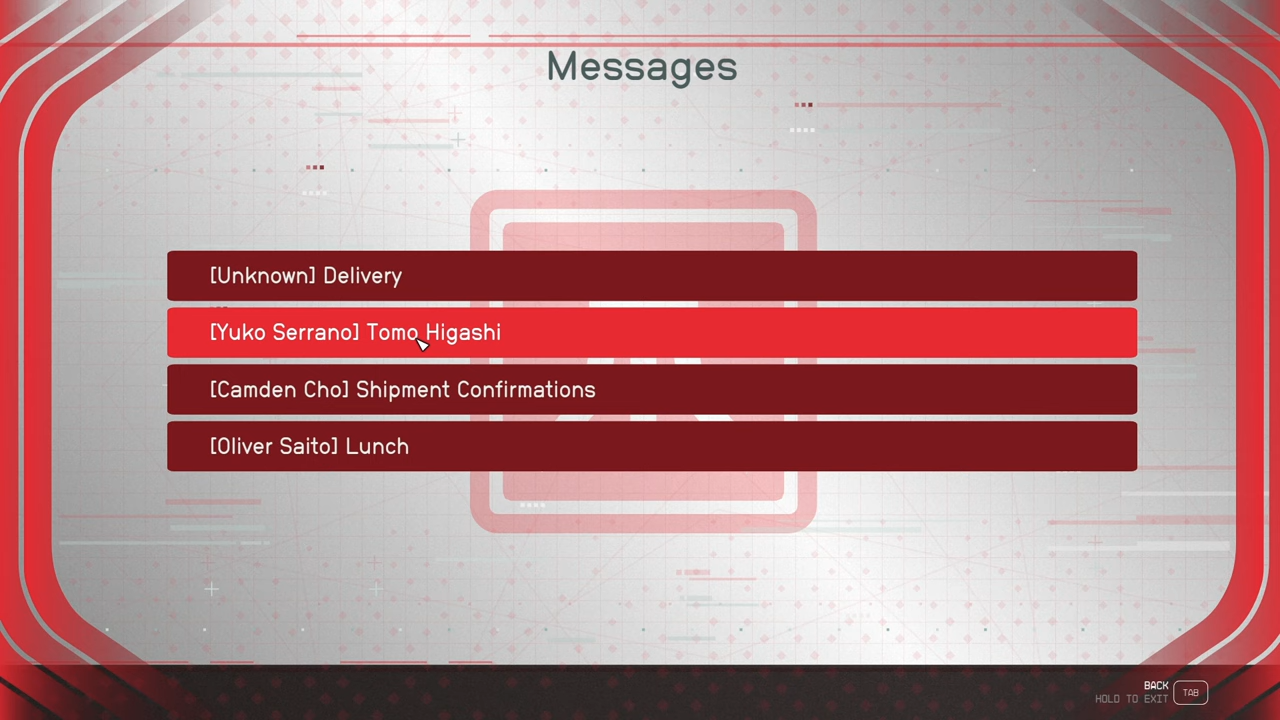 Messages
[Unknown] Delivery
[Yuko Serrano] Tomo Higashi
[Camden Cho] Shipment Confirmations
[Oliver Saito] Lunch
BACK
HOLD TO EXIT
TAB